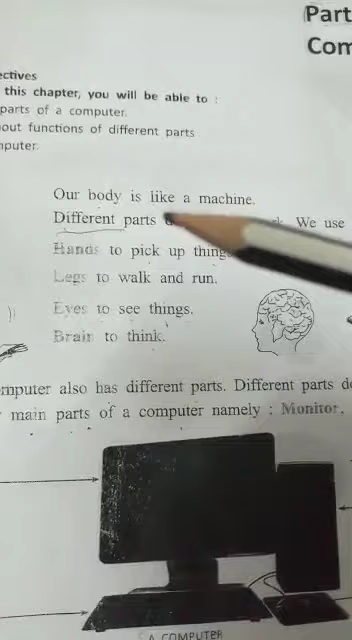 Part
Com
ectives
this chapter, you will be able to :
parts of a computer.
out functions of different parts
mputer.
Our body is like a machine.
Different parts We use
Hands to pick up things
Legs to walk and run.
Eyes to see things.
Brain to think.
mputer also has different parts. Different parts do
main parts of a computer namely : Monitor,
A COMPUTER